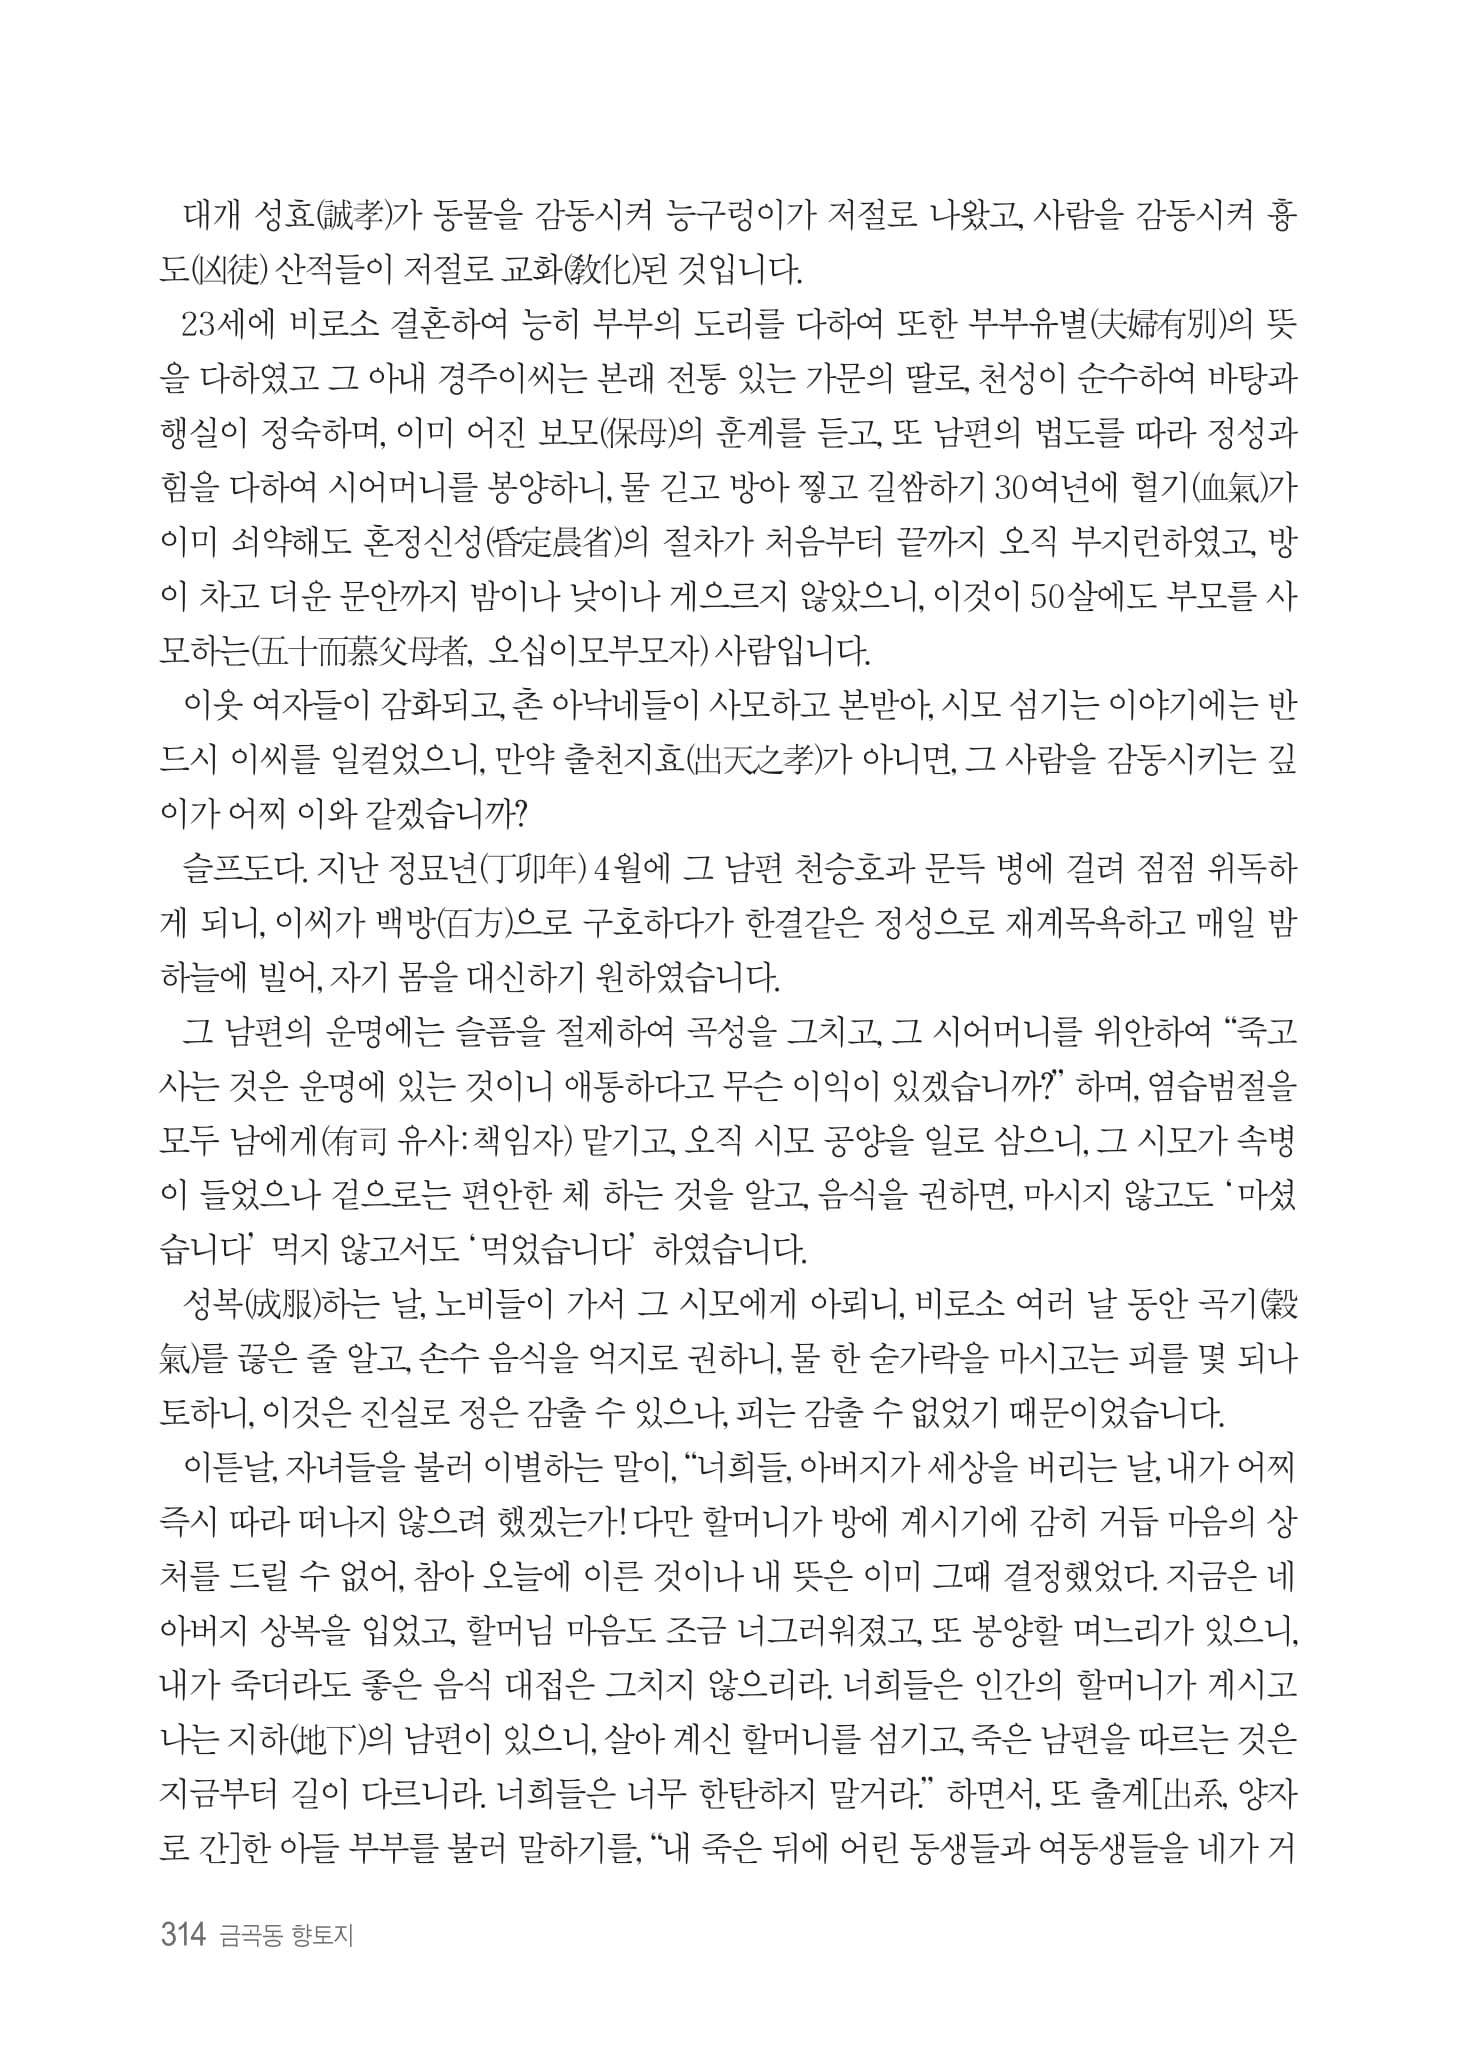 대개 성효(誠孝)가 동물을 감동시켜 능구렁이가 저절로 나왔고, 사람을 감동시켜 흉
도(凶徒) 산적들이 저절로 교화(敎化)된 것입니다.
23세에 비로소 결혼하여 능히 부부의 도리를 다하여 또한 부부유별(夫婦有別)의 뜻
을 다하였고 그 아내 경주이씨는 본래 전통 있는 가문의 딸로, 천성이 순수하여 바탕과
행실이 정숙하며, 이미 어진 보모(保母)의 훈계를 듣고, 또 남편의 법도를 따라 정성과
힘을 다하여 시어머니를 봉양하니, 물 긷고 방아 찧고 길쌈하기 30여년에 혈기(血氣)가
이미 쇠약해도 혼정신성(昏定晨省)의 절차가 처음부터 끝까지 오직 부지런하였고, 방
이 차고 더운 문안까지 밤이나 낮이나 게으르지 않았으니, 이것이 50살에도 부모를 사
모하는(五十而慕父母者, 오십이모부모자) 사람입니다.
이웃 여자들이 감화되고, 촌 아낙네들이 사모하고 본받아, 시모 섬기는 이야기에는 반
드시 이씨를 일컬었으니, 만약 출천지효(出天之孝)가 아니면, 그 사람을 감동시키는 깊
이가 어찌 이와 같겠습니까?
슬프도다. 지난 정묘년(丁卯年) 4월에 그 남편 천승호과 문득 병에 걸려 점점 위독하
게 되니, 이씨가 백방(百方)으로 구호하다가 한결같은 정성으로 재계목욕하고 매일 밤
하늘에 빌어, 자기 몸을 대신하기 원하였습니다.
그 남편의 운명에는 슬픔을 절제하여 곡성을 그치고, 그 시어머니를 위안하여 “죽고
사는 것은 운명에 있는 것이니 애통하다고 무슨 이익이 있겠습니까?” 하며, 염습범절을
모두 남에게(有司 유사:책임자) 맡기고, 오직 시모 공양을 일로 삼으니, 그 시모가 속병
이 들었으나 겉으로는 편안한 체 하는 것을 알고, 음식을 권하면, 마시지 않고도 ‘마셨
습니다’ 먹지 않고서도 ‘먹었습니다’ 하였습니다.
성복(成服)하는 날, 노비들이 가서 그 시모에게 아뢰니, 비로소 여러 날 동안 곡기(穀
氣)를 끊은 줄 알고, 손수 음식을 억지로 권하니, 물 한 숟가락을 마시고는 피를 몇 되나
토하니, 이것은 진실로 정은 감출 수 있으나, 피는 감출 수 없었기 때문이었습니다.
이튿날, 자녀들을 불러 이별하는 말이, “너희들, 아버지가 세상을 버리는 날, 내가 어찌
즉시 따라 떠나지 않으려 했겠는가! 다만 할머니가 방에 계시기에 감히 거듭 마음의 상
처를 드릴 수 없어, 참아 오늘에 이른 것이나 내 뜻은 이미 그때 결정했었다. 지금은 네
아버지 상복을 입었고, 할머님 마음도 조금 너그러워졌고, 또 봉양할 며느리가 있으니,
내가 죽더라도 좋은 음식 대접은 그치지 않으리라. 너희들은 인간의 할머니가 계시고
나는 지하(地下)의 남편이 있으니, 살아 계신 할머니를 섬기고, 죽은 남편을 따르는 것은
지금부터 길이 다르니라. 너희들은 너무 한탄하지 말거라.” 하면서, 또 출계[出系, 양자
로 간]한 아들 부부를 불러 말하기를, “내 죽은 뒤에 어린 동생들과 여동생들을 네가 거
314 금곡동 향토지